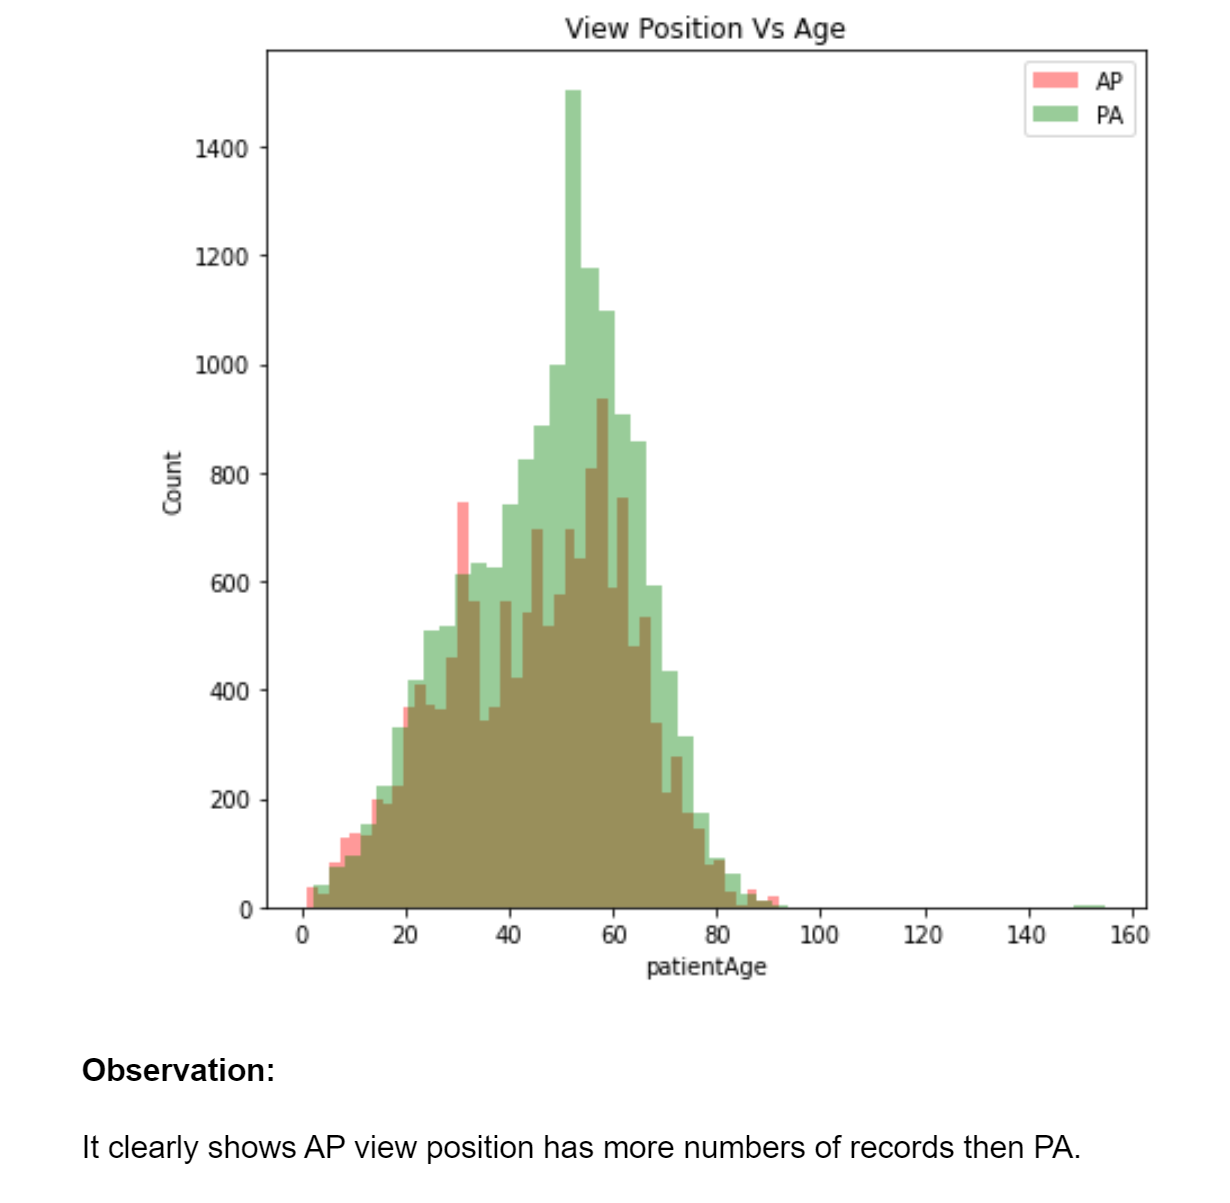 View Position Vs Age
AP
PA
1400
1200
1000
800
600
400
200
0
Count
0 20 40 60 80 100 120 140 160
patientAge
Observation:
It clearly shows AP view position has more numbers of records then PA.